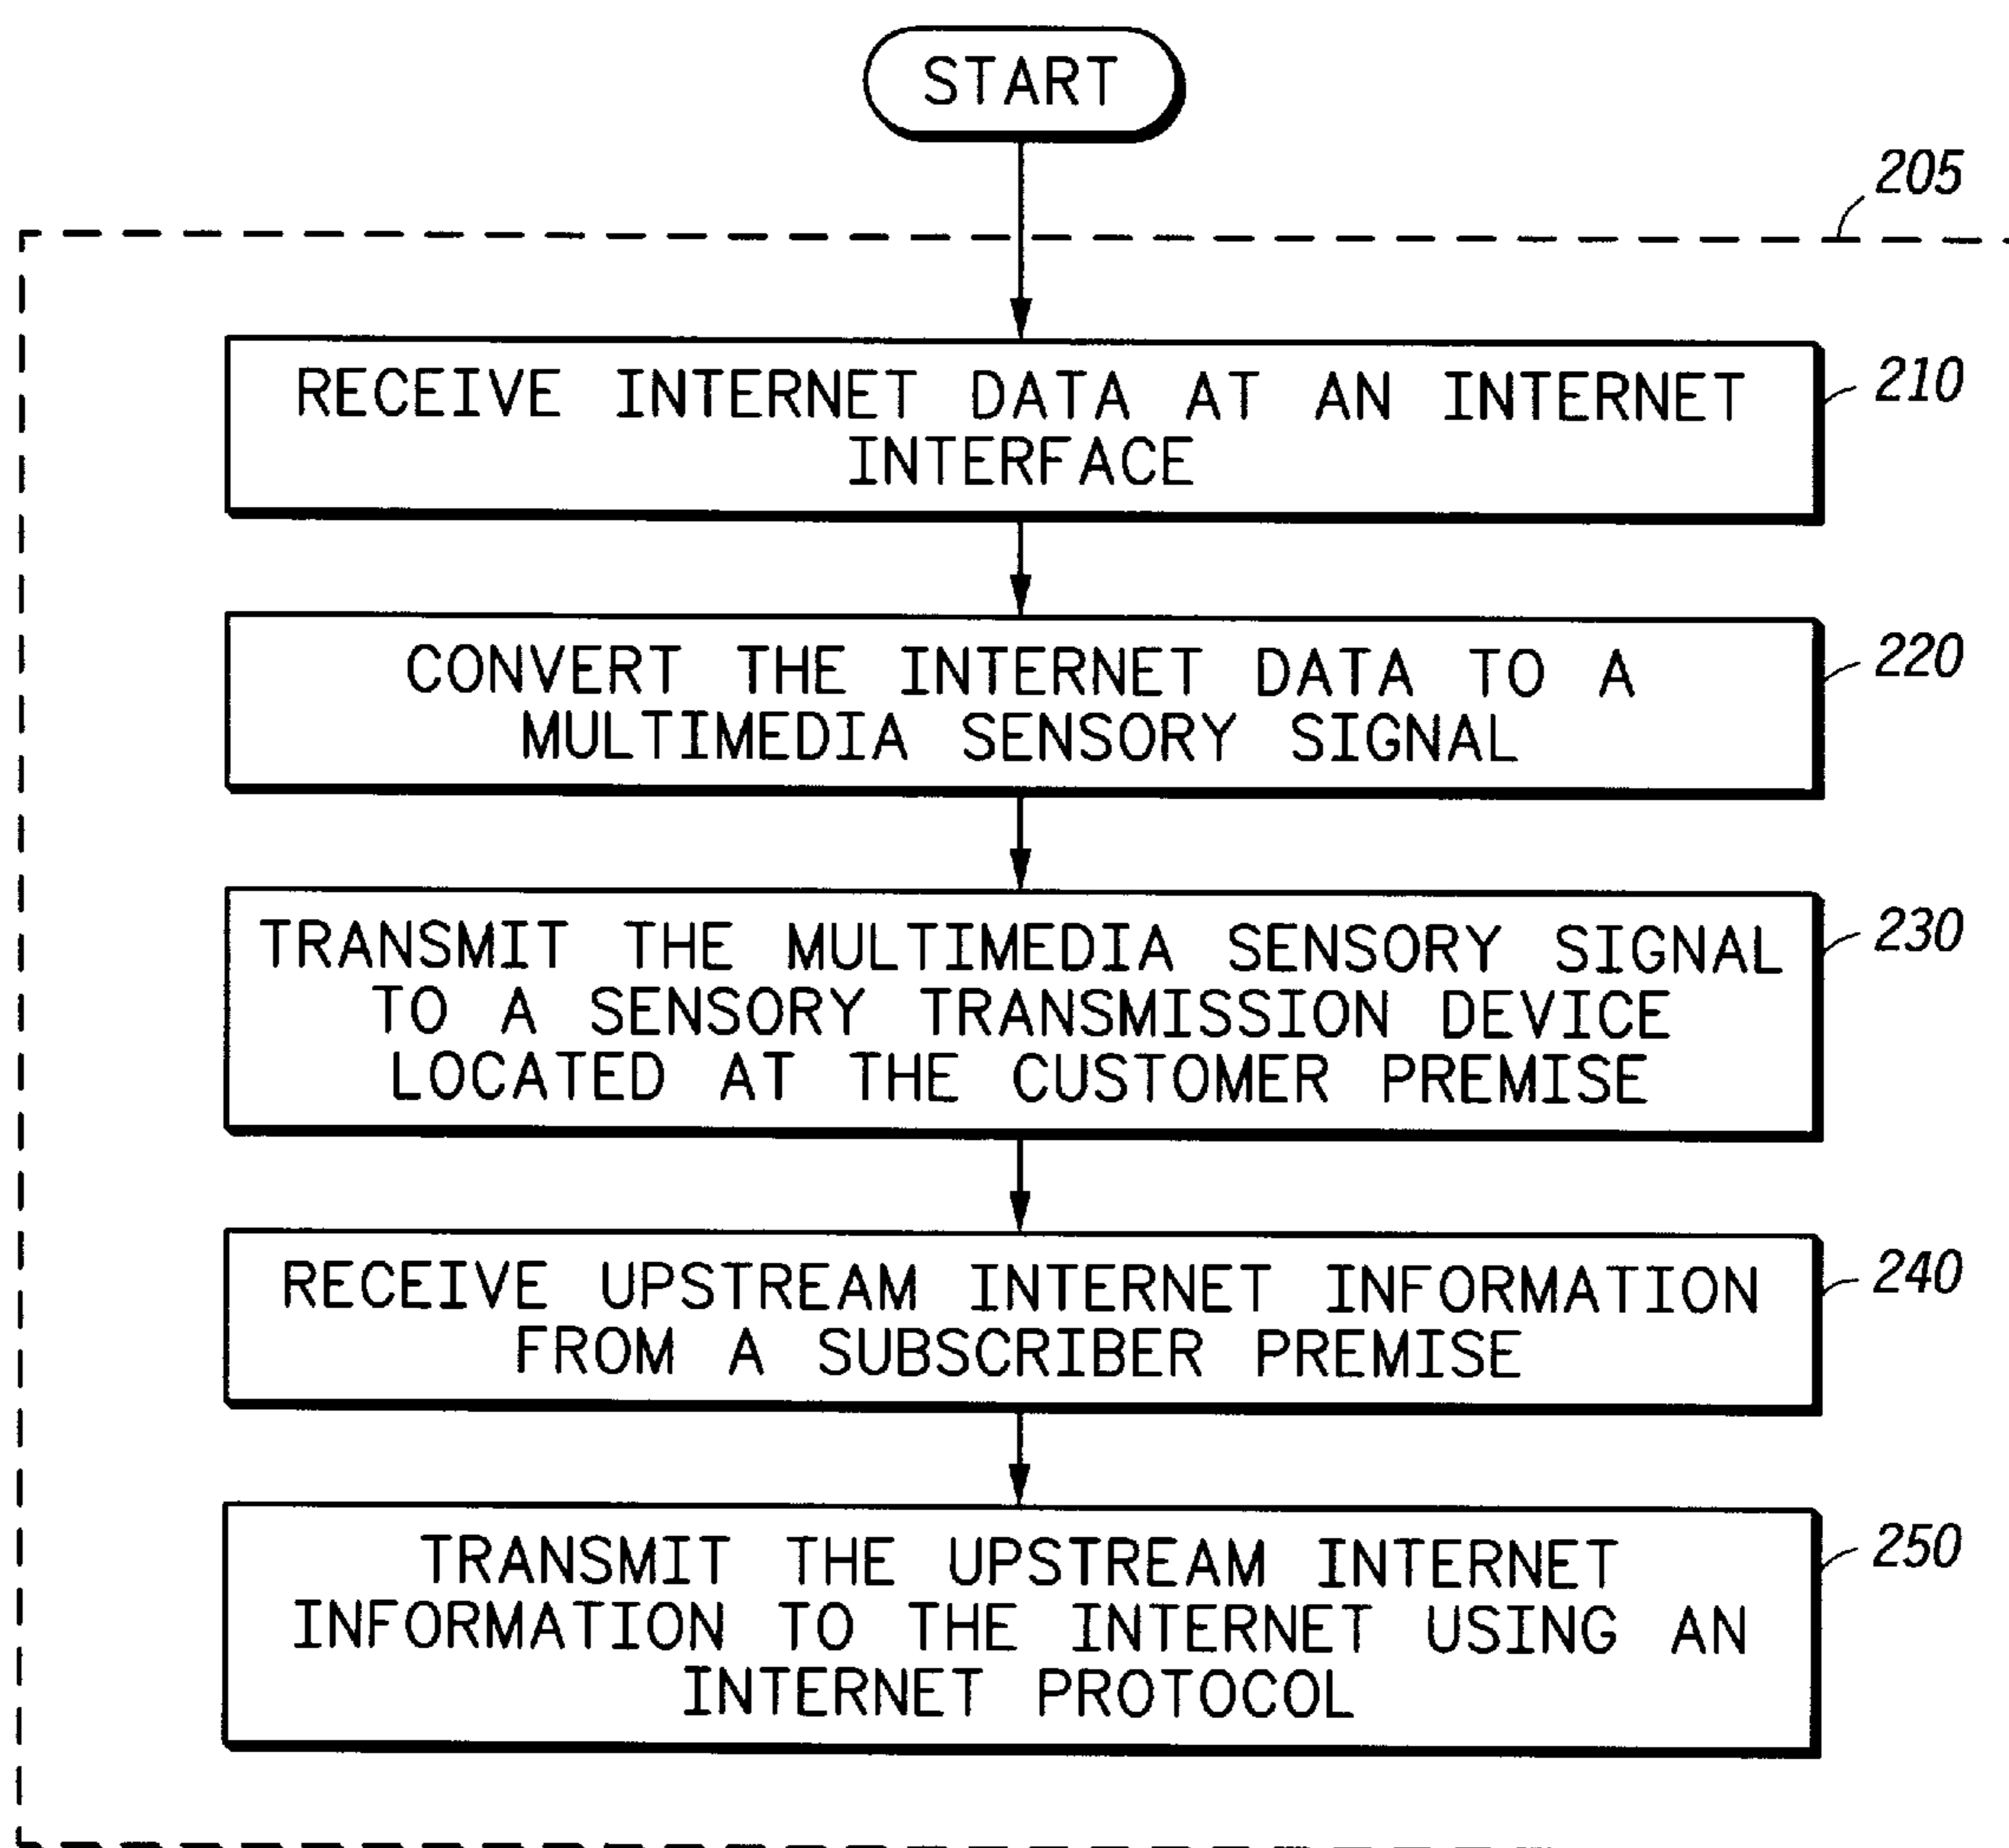 START
205
RECEIVE INTERNET DATA AT AN INTERNET
INTERFACE
210
CONVERT THE INTERNET DATA TO A
MULTIMEDIA SENSORY SIGNAL
220
TRANSMIT THE MULTIMEDIA SENSORY SIGNAL
TO A SENSORY TRANSMISSION DEVICE
LOCATED AT THE CUSTOMER PREMISE
230
RECEIVE UPSTREAM INTERNET INFORMATION
FROM A SUBSCRIBER PREMISE
240
TRANSMIT THE UPSTREAM INTERNET
INFORMATION TO THE INTERNET USING AN
INTERNET PROTOCOL
250